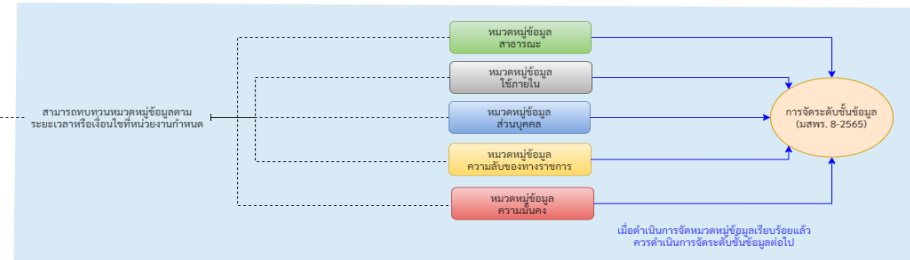 หมวดหมู่ข้อมูล
สาธารณะ
หมวดหมู่ข้อมูล
ใช้ภายใน
สามารถทบทวนหมวดหมู่ข้อมูลตาม
ระยะเวลาหรือเงื่อนไขที่หน่วยงานกำหนด
หมวดหมู่ข้อมูล
ส่วนบุคคล
การจัดระดับชั้นข้อมูล
(มสพร. 8-2565)
หมวดหมู่ข้อมูล
ความลับของทางราชการ
หมวดหมู่ข้อมูล
ความมั่นคง
เมื่อดำเนินการจัดหมวดหมู่ข้อมูลเรียบร้อยแล้ว
ควรดำเนินการจัดระดับชั้นข้อมูลต่อไป